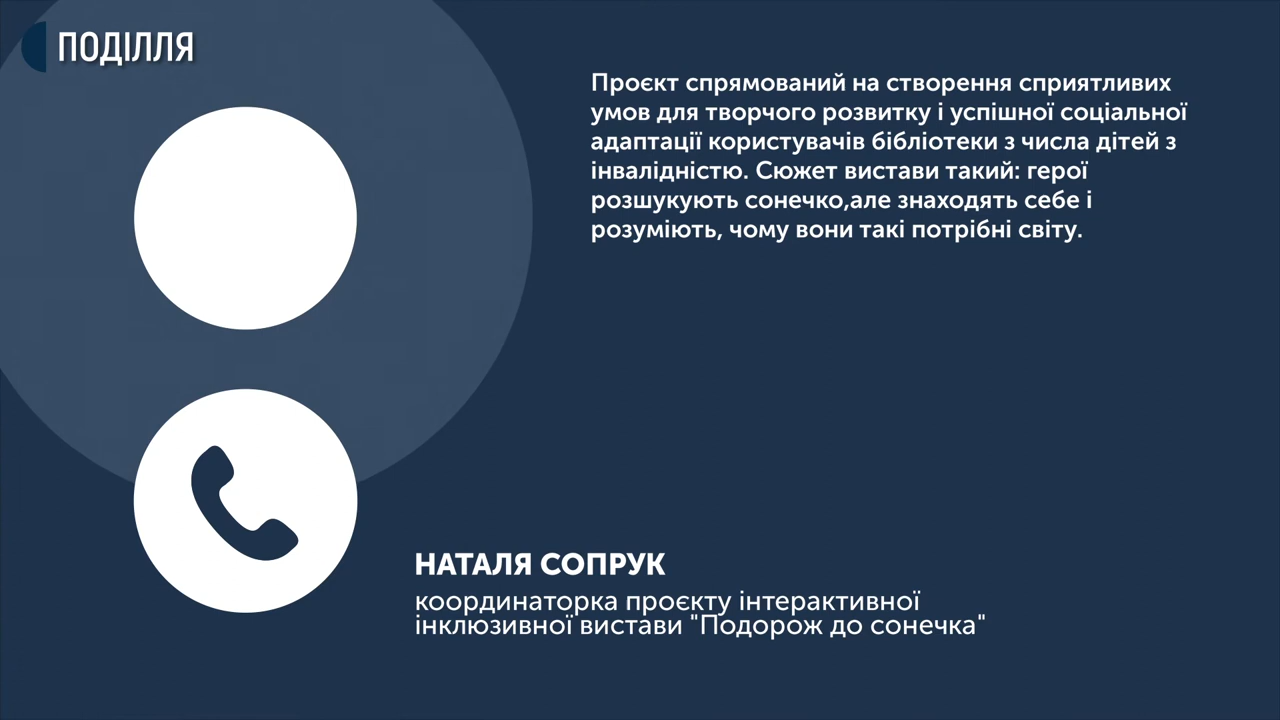 ПОДІЛЛЯ
Проєкт спрямований на створення сприятливих
умов для творчого розвитку і успішної соціальної
адаптації користувачів бібліотеки з числа дітей з
інвалідністю. Сюжет вистави такий: герої
розшукують сонечко,але знаходять себе і
розуміють, чому вони такі потрібні світу.
НАТАЛЯ СОПРУК
координаторка проєкту інтерактивної
інклюзивної вистави "Подорож до сонечка"